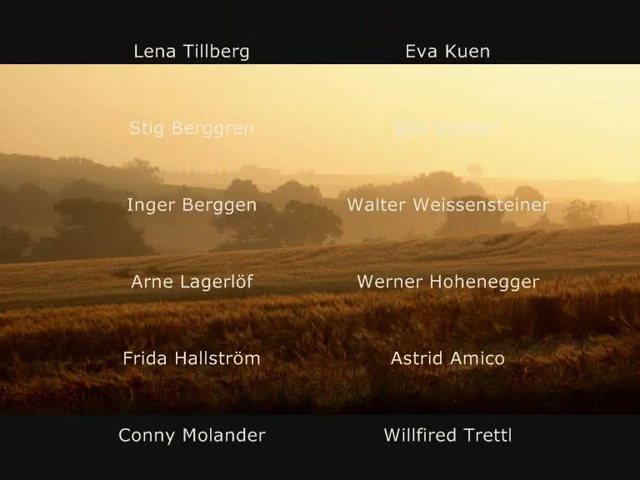 Lena Tillberg
Eva Kuen
Stig Berggren
Inger Berggen
Walter Weissensteiner
Arne Lagerlöf
Werner Hohenegger
Frida Hallström
Astrid Amico
Conny Molander
Willfired Trettl